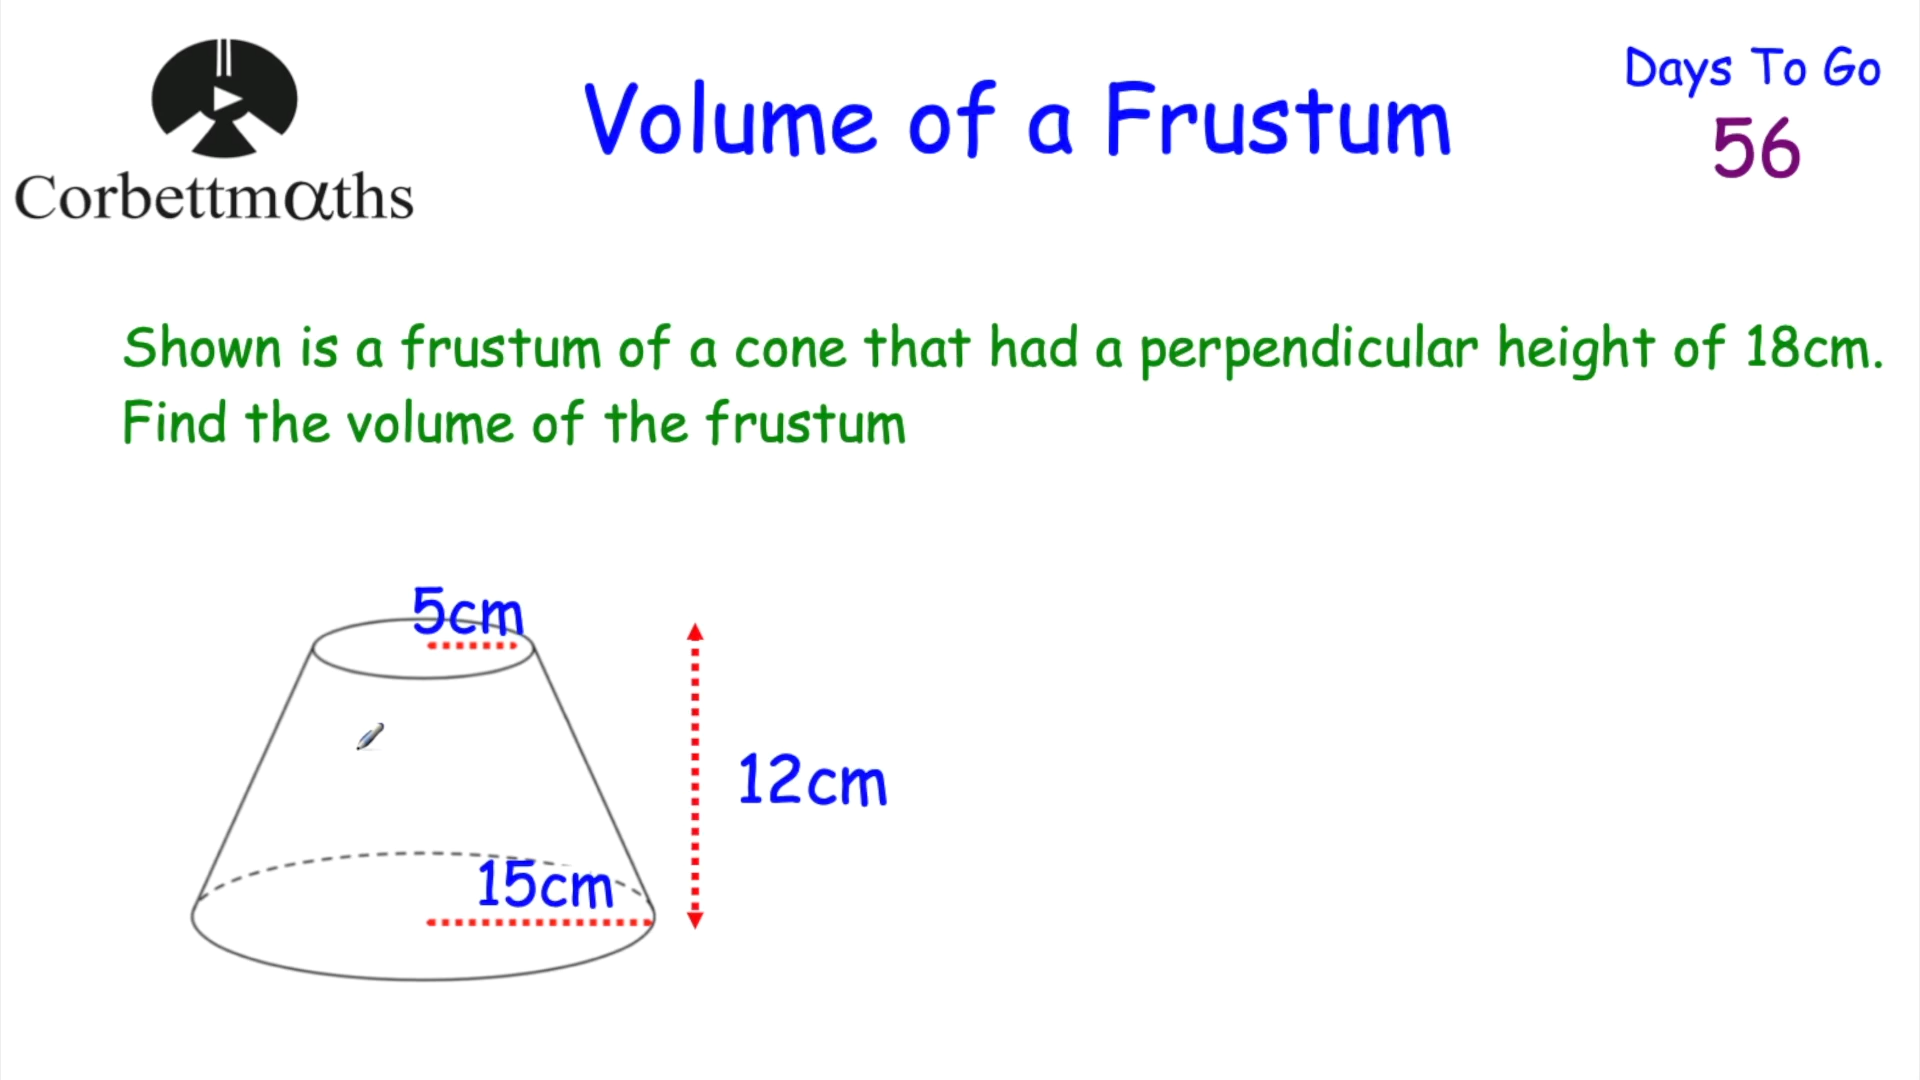 Corbettmαths
Volume of a Frustum
Days To Go
56
Shown is a frustum of a cone that had a perpendicular height of 18cm.
Find the volume of the frustum
5cm
12cm
15cm